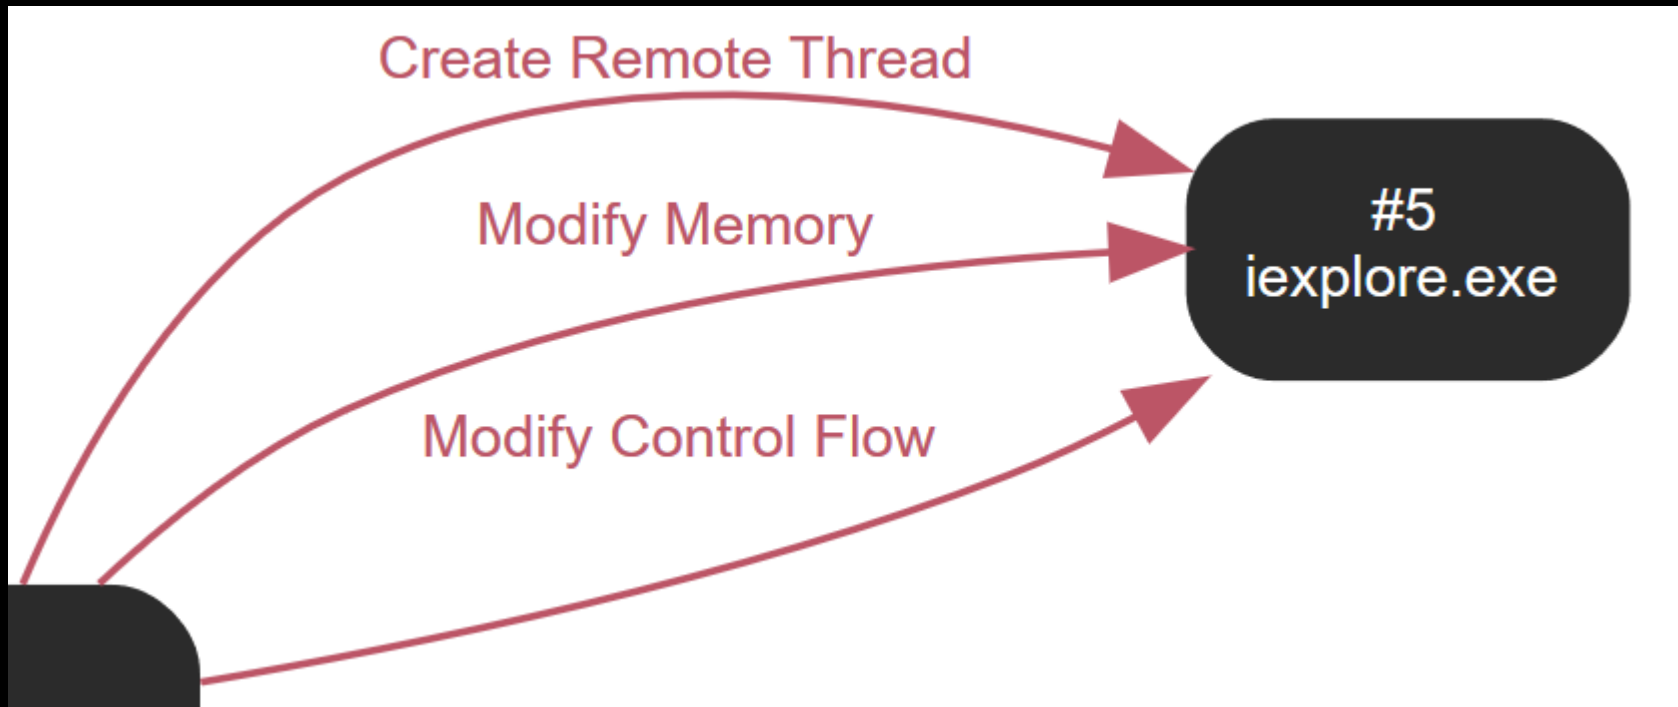 Create Remote Thread
Modify Memory
#5
iexplore.exe
Modify Control Flow